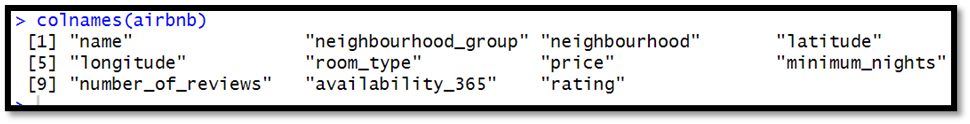 > colnames(airbnb)
[1] "name" "neighbourhood_group" "neighbourhood" "latitude"
[5] "longitude" "room_type" "price" "minimum_nights"
[9] "number_of_reviews" "availability_365" "rating"
>